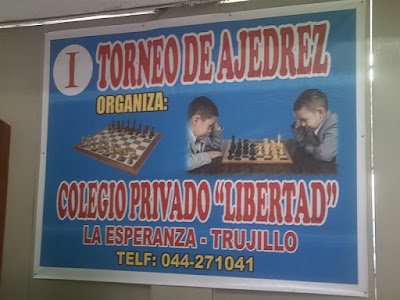 I TORNEO DE AJEDREZ
ORGANIZA:
COLEGIO PRIVADO "LIBERTAD"
LA ESPERANZA - TRUJILLO
TELF: 044-271041